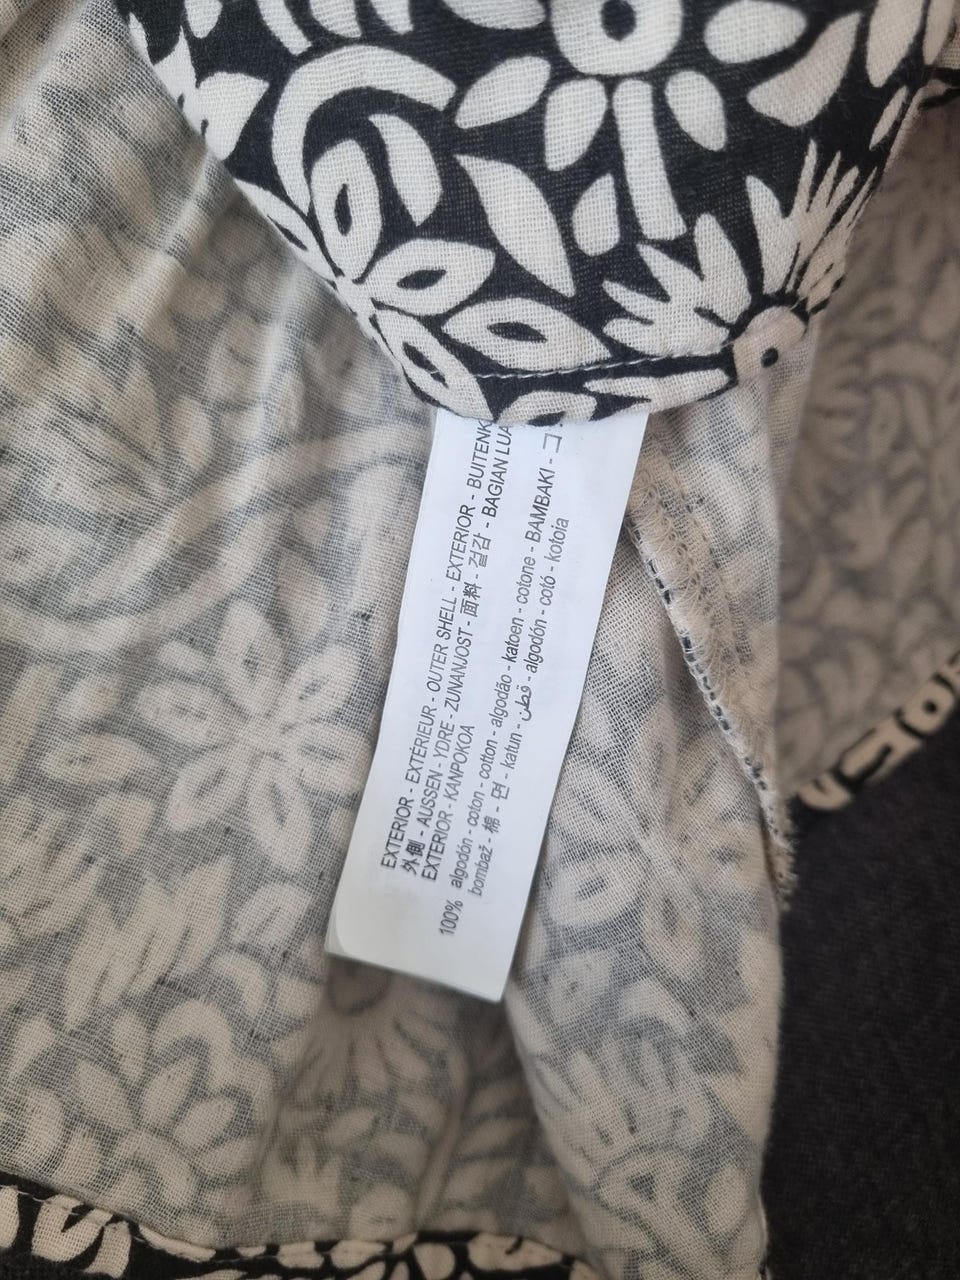 EXTERIOR - EXTÉRIEUR - OUTER SHELL - EXTERIOR - BUITENK
外側 - AUSSEN - YDRE - ZUNANJOST - 面料 - 겉감 - BAGIAN LUA
EXTERIOR - KANPOKOA
100% algodón - coton - cotton - algodão - katoen - cotone - BAMBAKI - コ
bombaž - 棉 - 면 - katun - قطن - algodón - cotó - kotoia